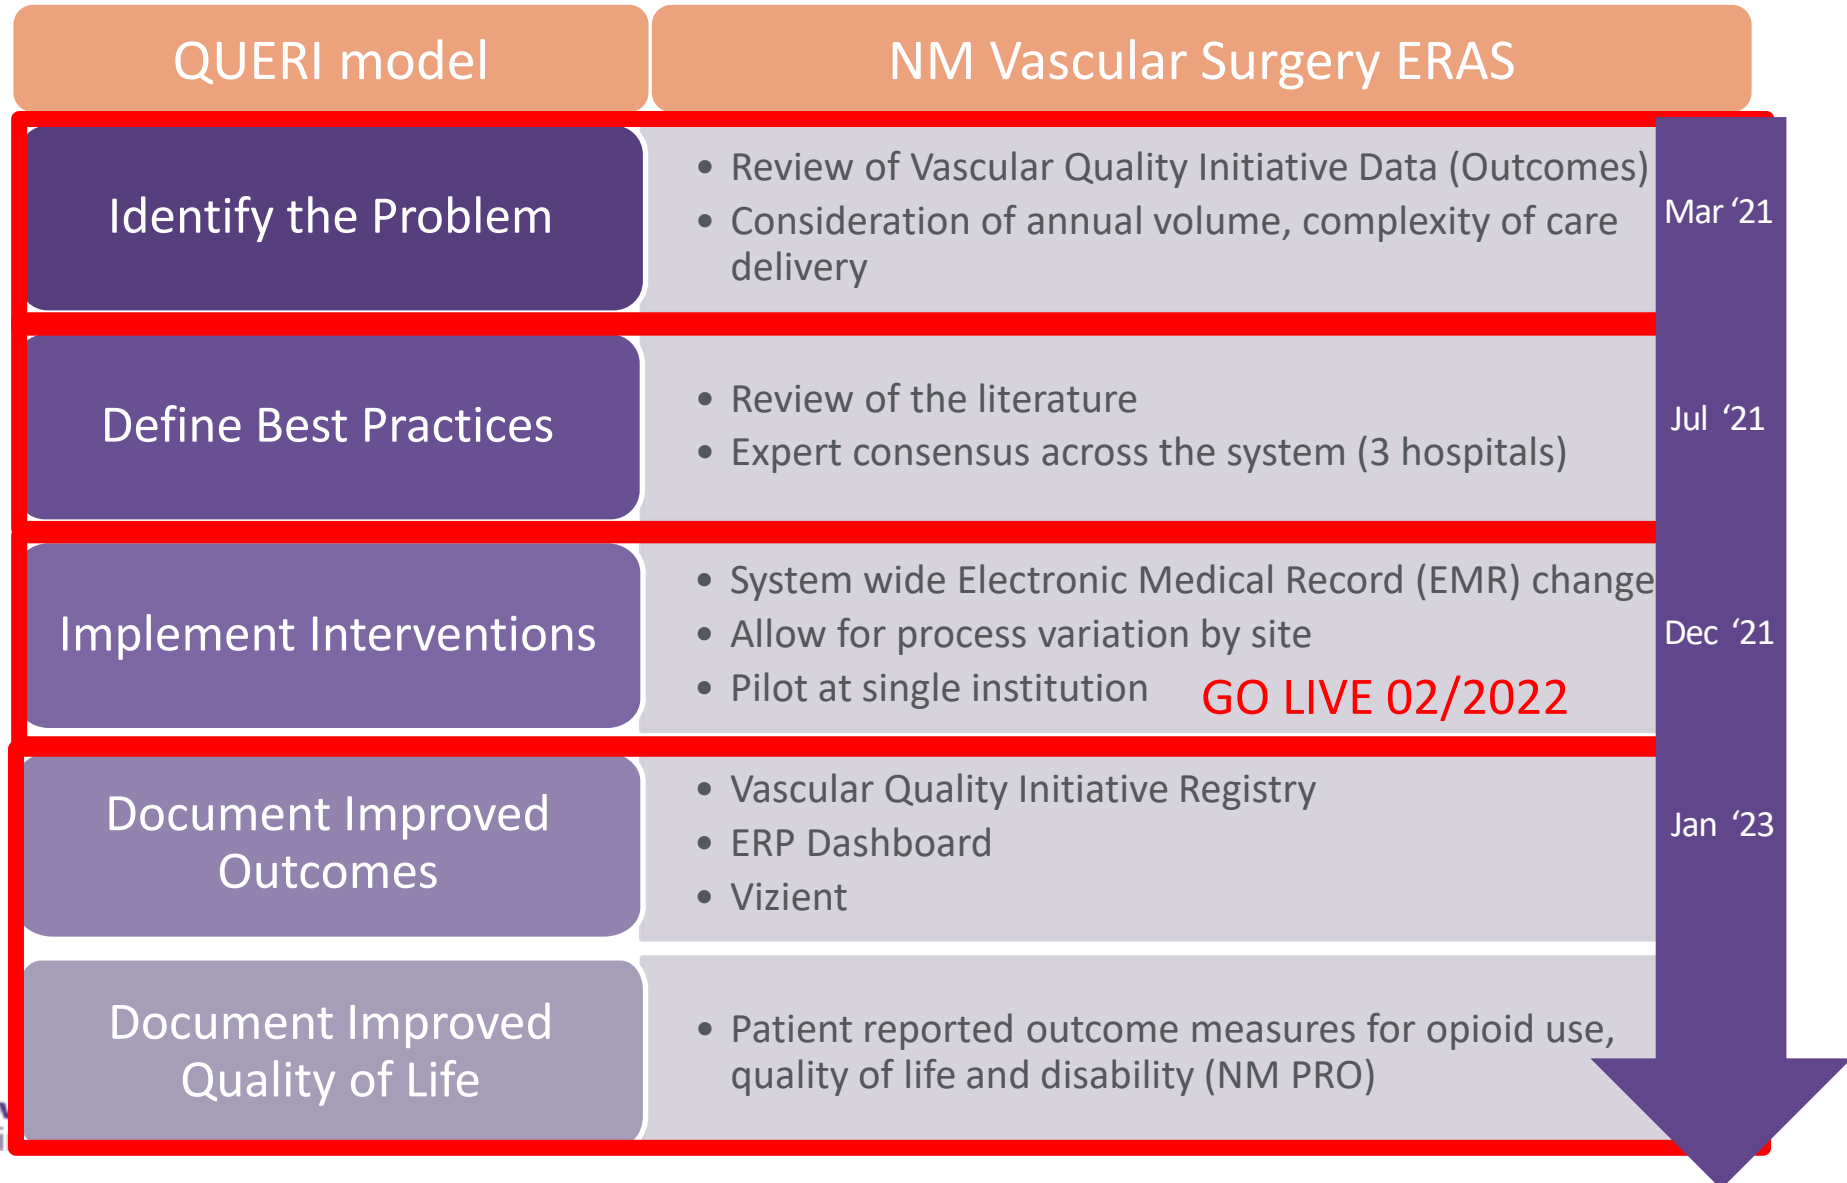 QUERI model
NM Vascular Surgery ERAS
Identify the Problem
• Review of Vascular Quality Initiative Data (Outcomes)
• Consideration of annual volume, complexity of care
delivery
Mar ‘21
Define Best Practices
• Review of the literature
• Expert consensus across the system (3 hospitals)
Jul ‘21
Implement Interventions
• System wide Electronic Medical Record (EMR) change
• Allow for process variation by site
• Pilot at single institution
GO LIVE 02/2022
Dec ‘21
Document Improved
Outcomes
• Vascular Quality Initiative Registry
• ERP Dashboard
• Vizient
Jan ‘23
Document Improved
Quality of Life
• Patient reported outcome measures for opioid use,
quality of life and disability (NM PRO)